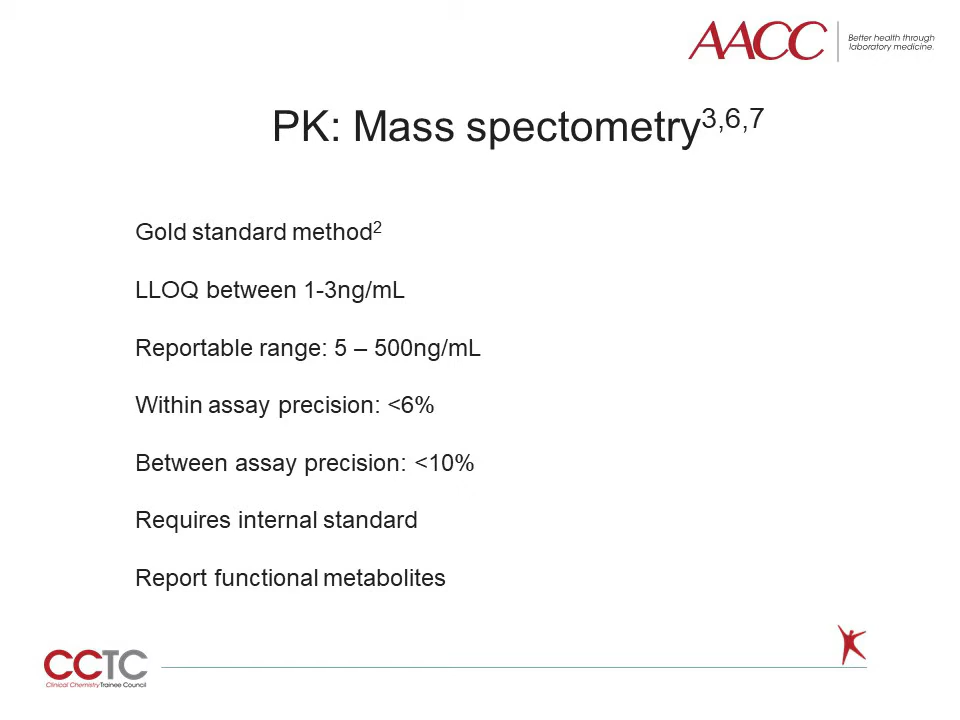 AACC
Better health through
laboratory medicine.
PK: Mass spectometry3,6,7
Gold standard method2
LLOQ between 1-3ng/mL
Reportable range: 5 – 500ng/mL
Within assay precision: <6%
Between assay precision: <10%
Requires internal standard
Report functional metabolites
CCTC
Clinical Chemistry Trainee Council